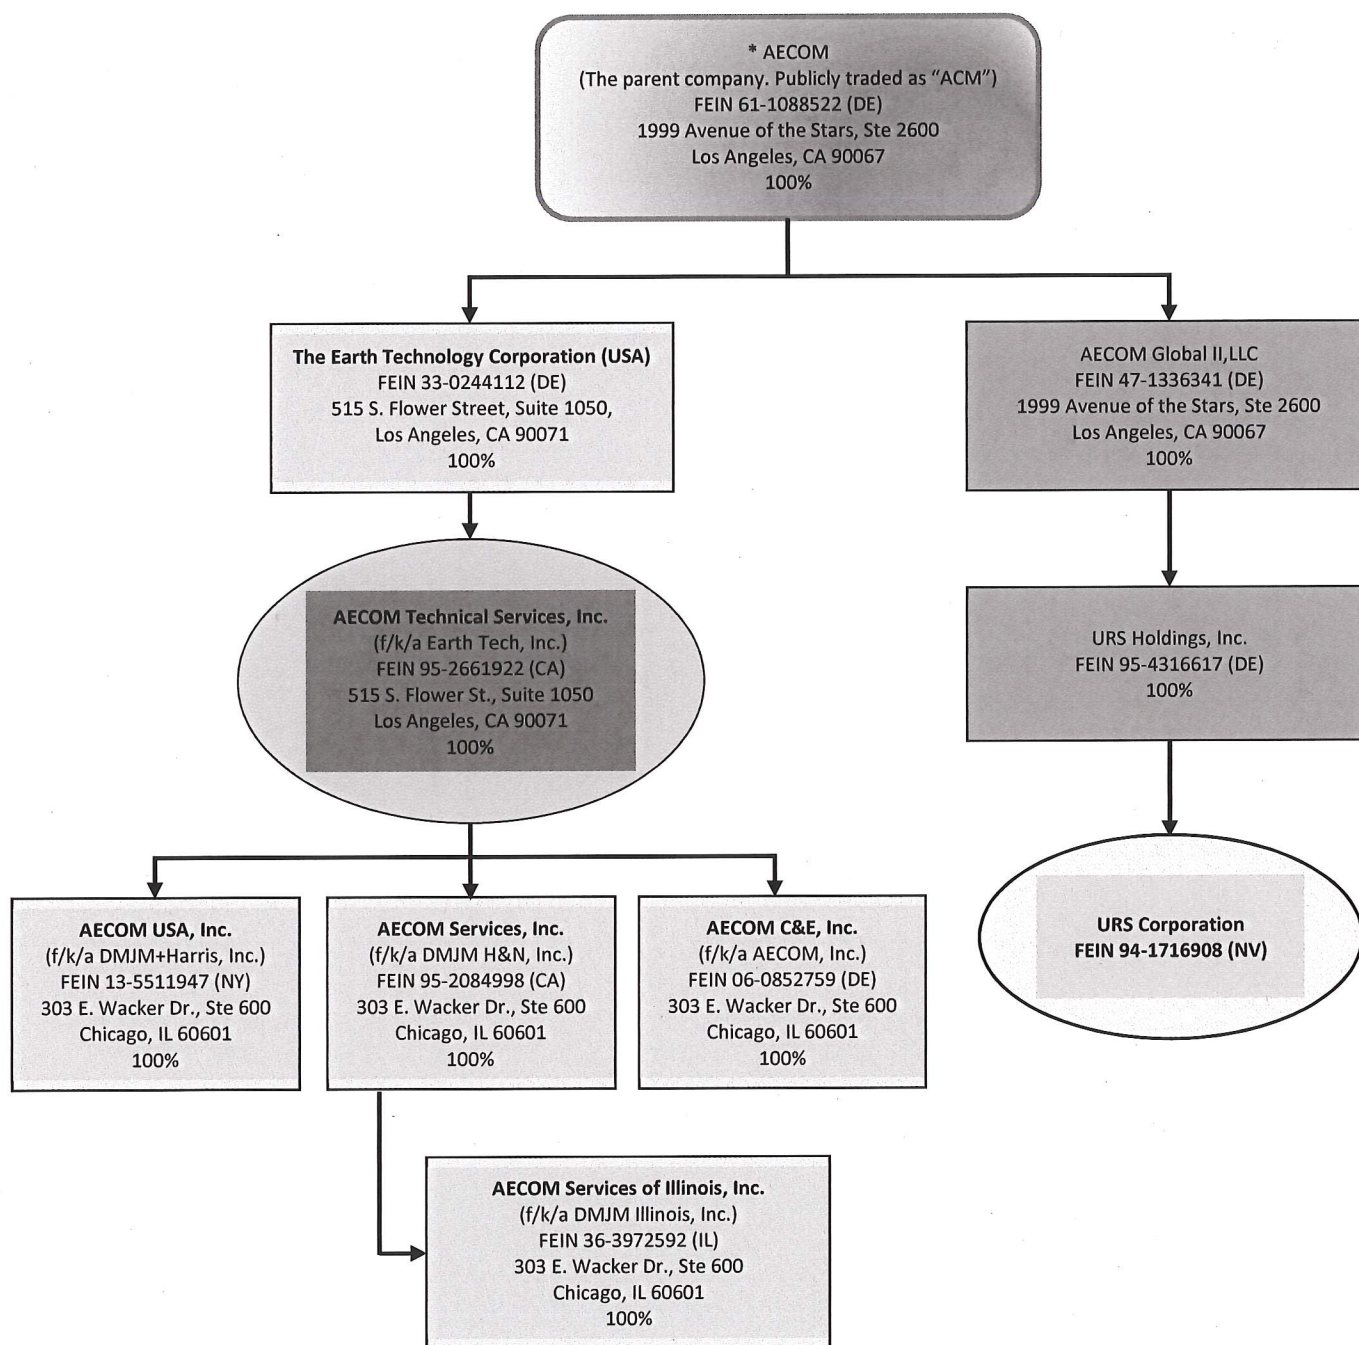 * AECOM
(The parent company. Publicly traded as "ACM")
FEIN 61-1088522 (DE)
1999 Avenue of the Stars, Ste 2600
Los Angeles, CA 90067
100%
The Earth Technology Corporation (USA)
FEIN 33-0244112 (DE)
515 S. Flower Street, Suite 1050,
Los Angeles, CA 90071
100%
AECOM Global II,LLC
FEIN 47-1336341 (DE)
1999 Avenue of the Stars, Ste 2600
Los Angeles, CA 90067
100%
AECOM Technical Services, Inc.
(f/k/a Earth Tech, Inc.)
FEIN 95-2661922 (CA)
515 S. Flower St., Suite 1050
Los Angeles, CA 90071
100%
URS Holdings, Inc.
FEIN 95-4316617 (DE)
100%
AECOM USA, Inc.
(f/k/a DMJM+Harris, Inc.)
FEIN 13-5511947 (NY)
303 E. Wacker Dr., Ste 600
Chicago, IL 60601
100%
AECOM Services, Inc.
(f/k/a DMJM H&N, Inc.)
FEIN 95-2084998 (CA)
303 E. Wacker Dr., Ste 600
Chicago, IL 60601
100%
AECOM C&E, Inc.
(f/k/a AECOM, Inc.)
FEIN 06-0852759 (DE)
303 E. Wacker Dr., Ste 600
Chicago, IL 60601
100%
URS Corporation
FEIN 94-1716908 (NV)
AECOM Services of Illinois, Inc.
(f/k/a DMJM Illinois, Inc.)
FEIN 36-3972592 (IL)
303 E. Wacker Dr., Ste 600
Chicago, IL 60601
100%